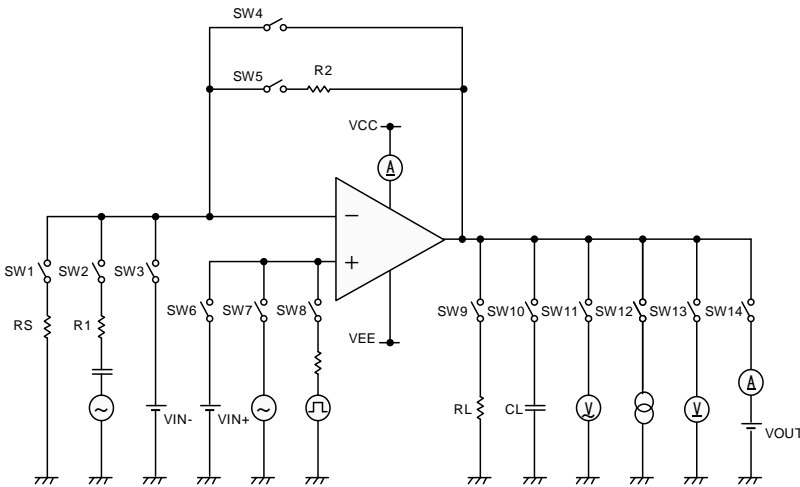 SW4
SW5 R2
VCC
A
−
+
SW1 SW2 SW3
SW6 SW7 SW8
VEE
SW9 SW10 SW11 SW12 SW13 SW14
RS R1
VIN- VIN+
RL CL V V A
VOUT